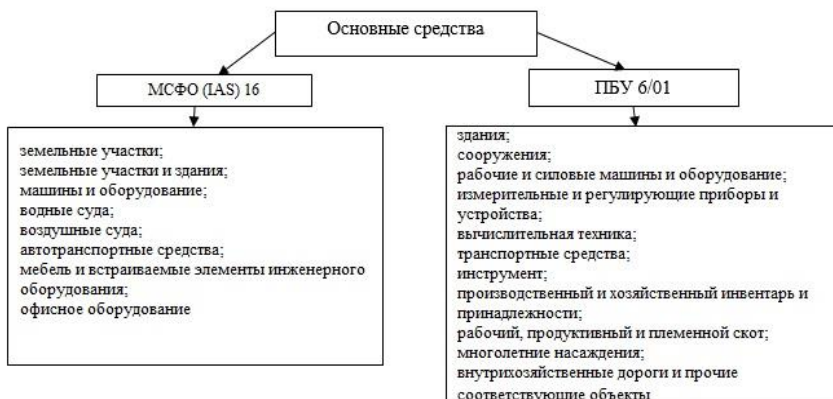 Основные средства
МСФО (IAS) 16
ПБУ 6/01
земельные участки;
земельные участки и здания;
машины и оборудование;
водные суда;
воздушные суда;
автотранспортные средства;
мебель и встраиваемые элементы инженерного
оборудования;
офисное оборудование
здания;
сооружения;
рабочие и силовые машины и оборудование;
измерительные и регулирующие приборы и
устройства;
вычислительная техника;
транспортные средства;
инструмент;
производственный и хозяйственный инвентарь и
принадлежности;
рабочий, продуктивный и племенной скот;
многолетние насаждения;
внутрихозяйственные дороги и прочие
соответствующие объекты